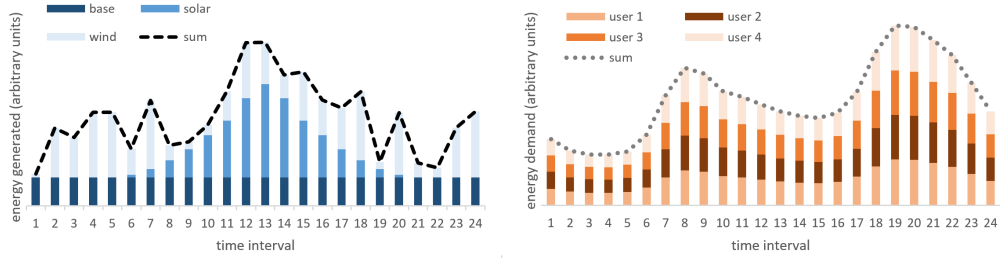 base solar
wind sum
energy generated (arbitrary units)
1 2 3 4 5 6 7 8 9 10 11 12 13 14 15 16 17 18 19 20 21 22 23 24
time interval
user 1 user 2
user 3 user 4
sum
energy demand (arbitrary units)
1 2 3 4 5 6 7 8 9 10 11 12 13 14 15 16 17 18 19 20 21 22 23 24
time interval